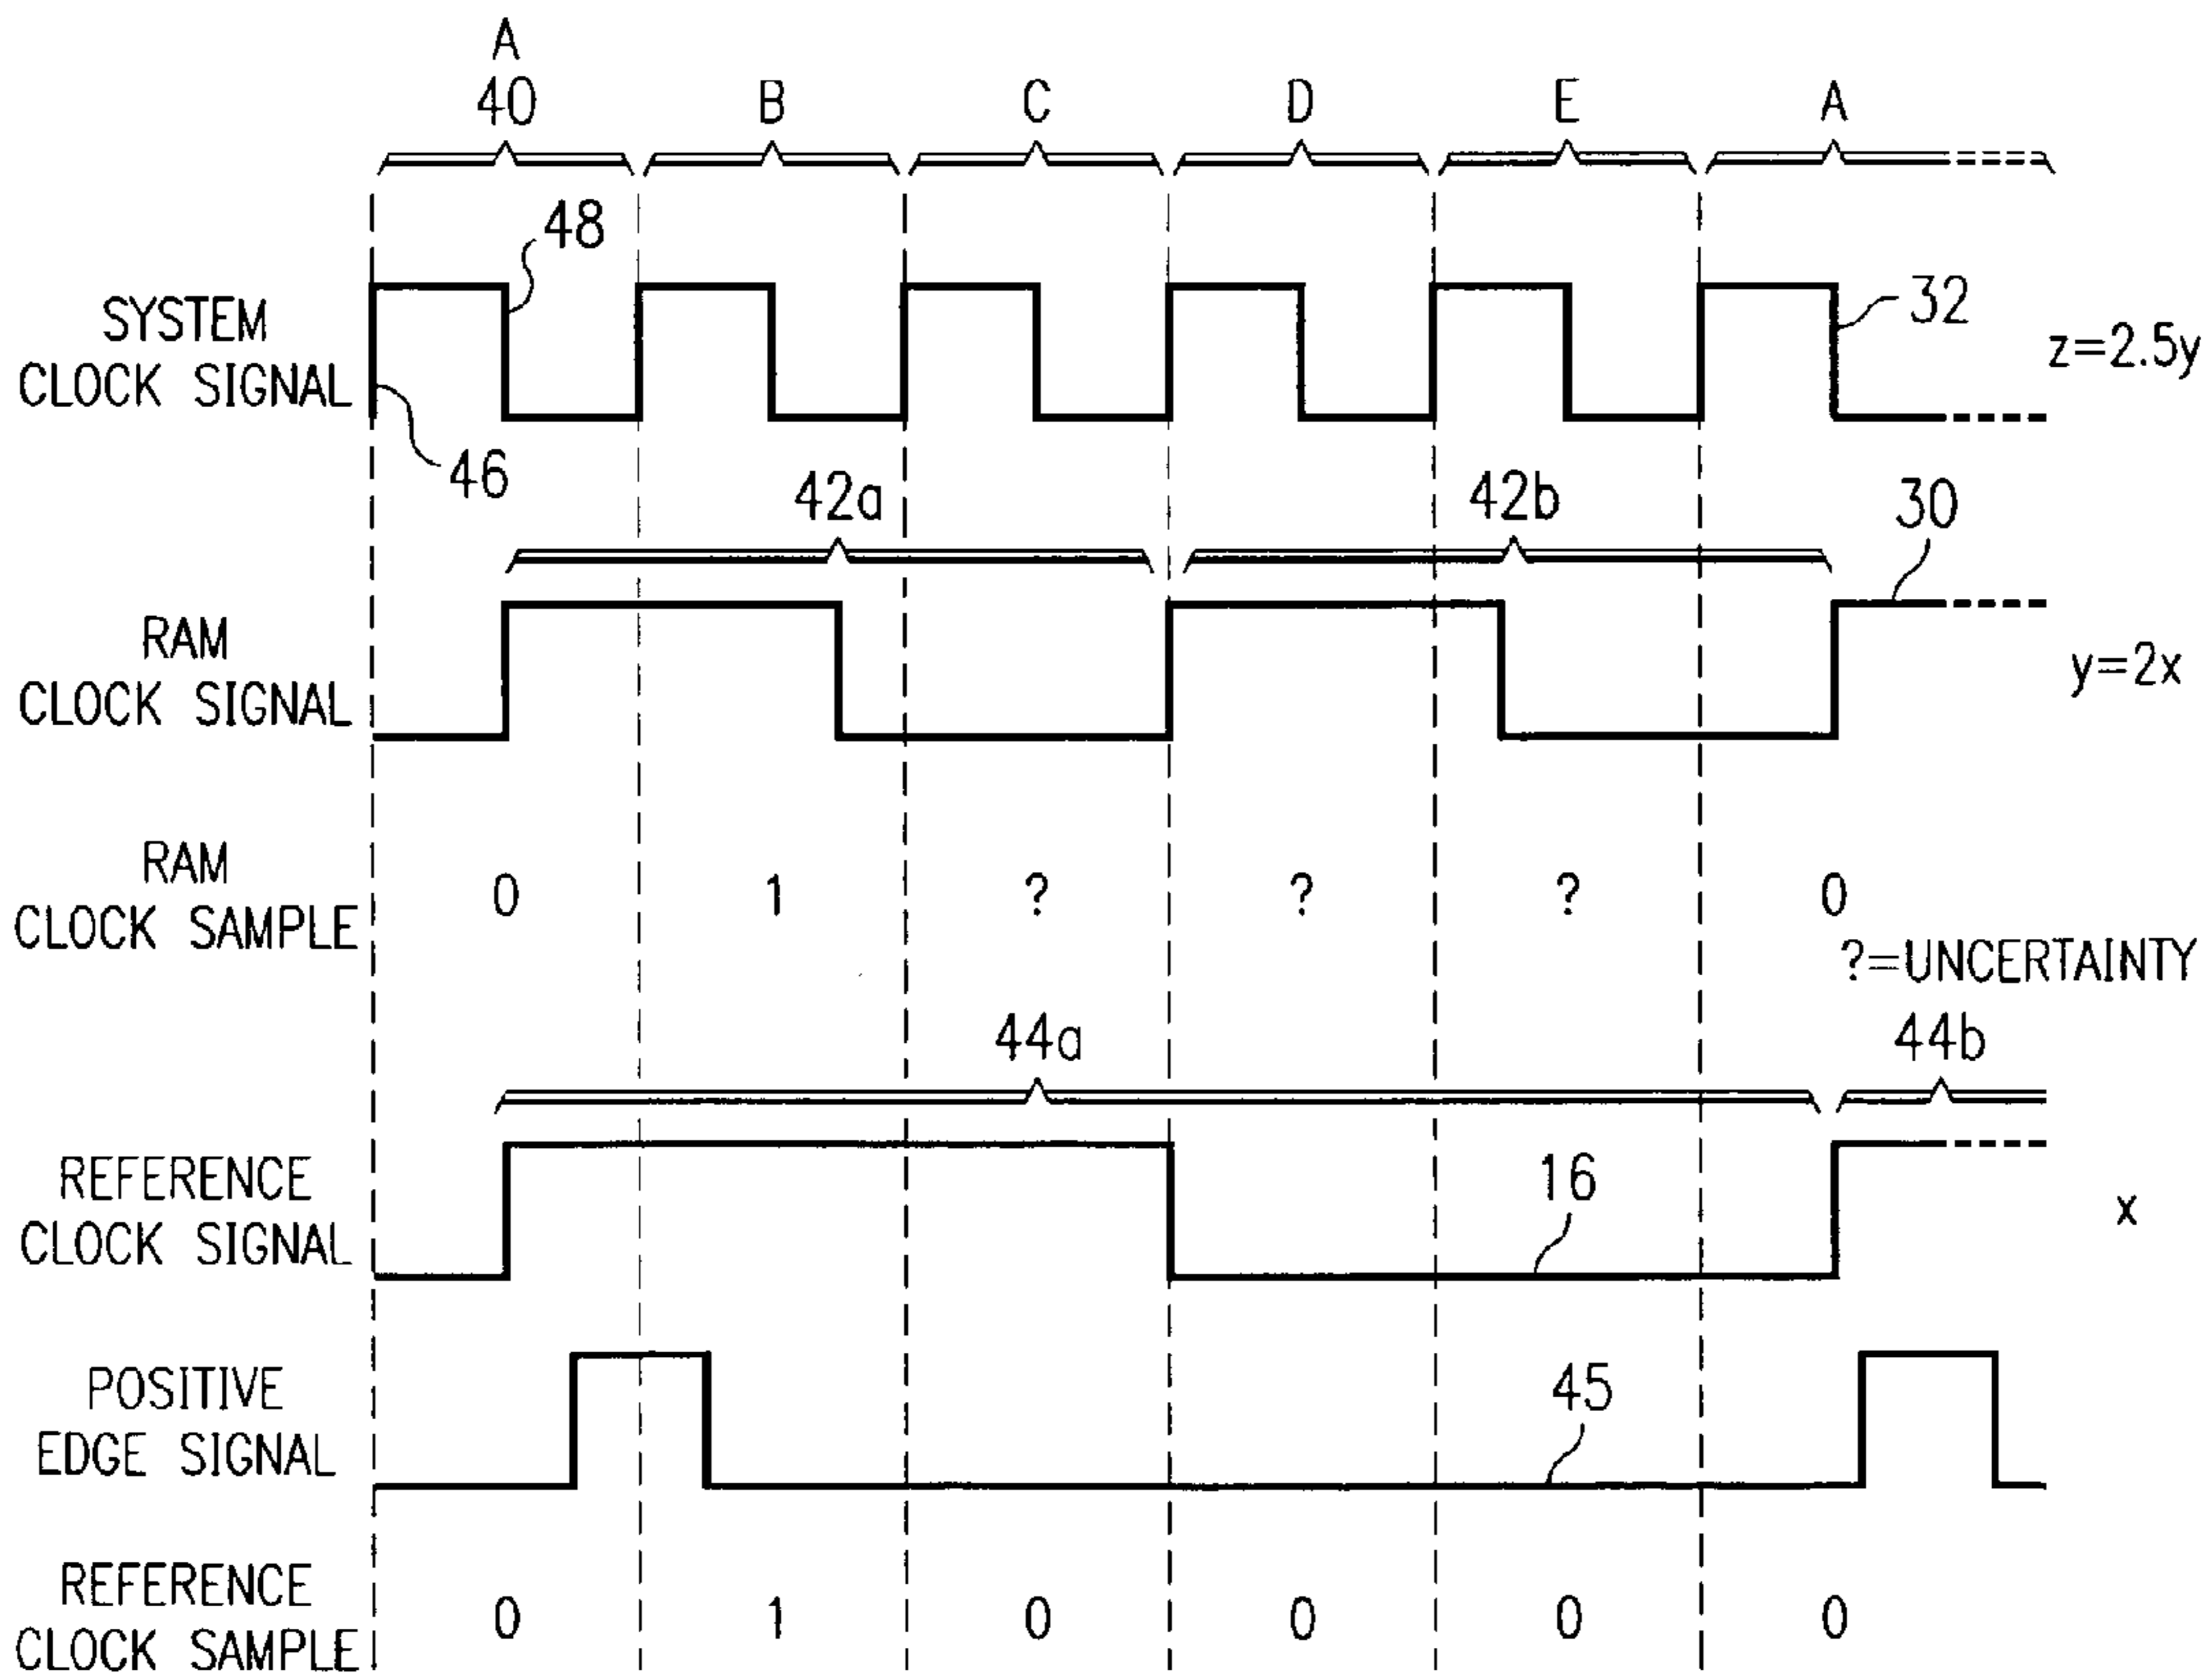 A
40 B C D E A
48
SYSTEM
CLOCK SIGNAL
46
32
z=2.5y
42a 42b 30
RAM
CLOCK SIGNAL
y=2x
RAM
CLOCK SAMPLE
0 1 ? ? ? 0
?=UNCERTAINTY
44a 44b
REFERENCE
CLOCK SIGNAL
16
x
POSITIVE
EDGE SIGNAL
45
REFERENCE
CLOCK SAMPLE
0 1 0 0 0 0